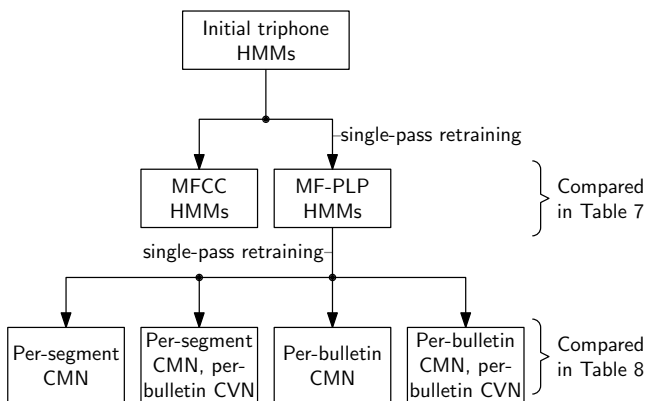 Initial triphone
HMMs
single-pass retraining
MFCC
HMMs
MF-PLP
HMMs
Compared
in Table 7
single-pass retraining
Per-segment
CMN
Per-segment
CMN, per-
bulletin CVN
Per-bulletin
CMN
Per-bulletin
CMN, per-
bulletin CVN
Compared
in Table 8